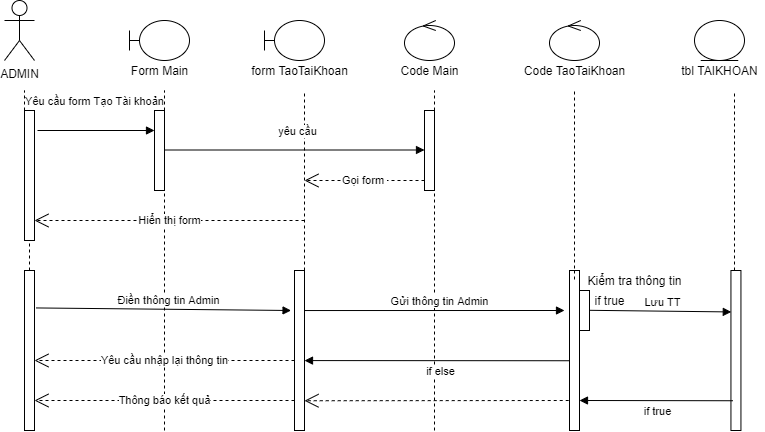 ADMIN
Form Main
form TaoTaiKhoan
Code Main
Code TaoTaiKhoan
tbl TAIKHOAN
Yêu cầu form Tạo Tài khoản
yêu cầu
Gọi form
Hiển thị form
Kiểm tra thông tin
Điền thông tin Admin
Gửi thông tin Admin
if true
Lưu TT
Yêu cầu nhập lại thông tin
if else
Thông báo kết quả
if true